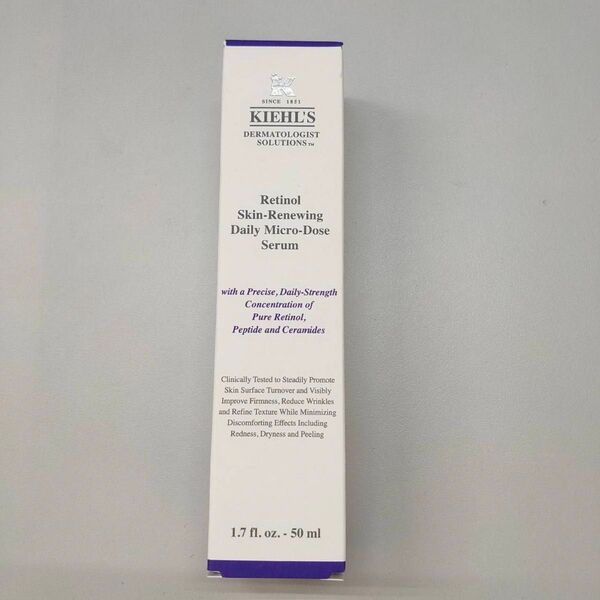 SINCE 1851
KIEHL'S
DERMATOLOGIST
SOLUTIONS™
Retinol
Skin-Renewing
Daily Micro-Dose
Serum
with a Precise, Daily-Strength
Concentration of
Pure Retinol,
Peptide and Ceramides
Clinically Tested to Steadily Promote
Skin Surface Turnover and Visibly
Improve Firmness, Reduce Wrinkles
and Refine Texture While Minimizing
Discomforting Effects Including
Redness, Dryness and Peeling
1.7 fl. oz. - 50 ml